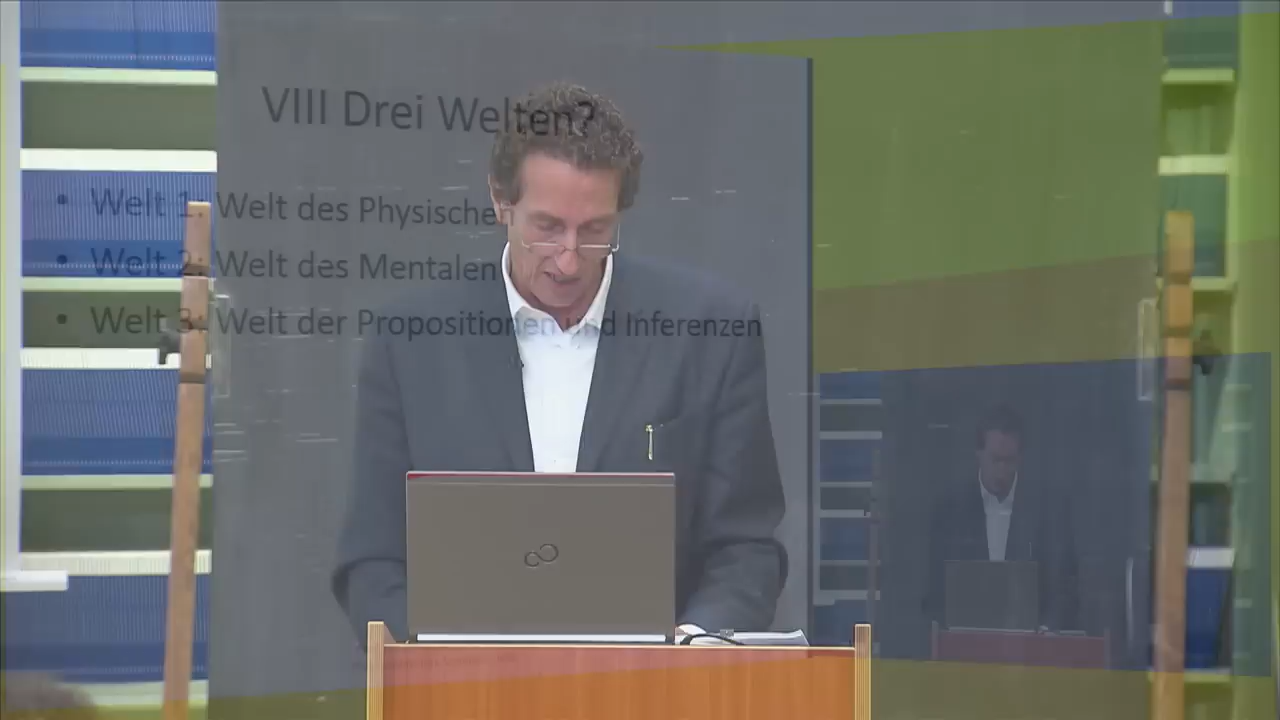 VIII Drei Welten?
• Welt 1: Welt des Physischen
• Welt 2: Welt des Mentalen
• Welt 3: Welt der Propositionen und Inferenzen